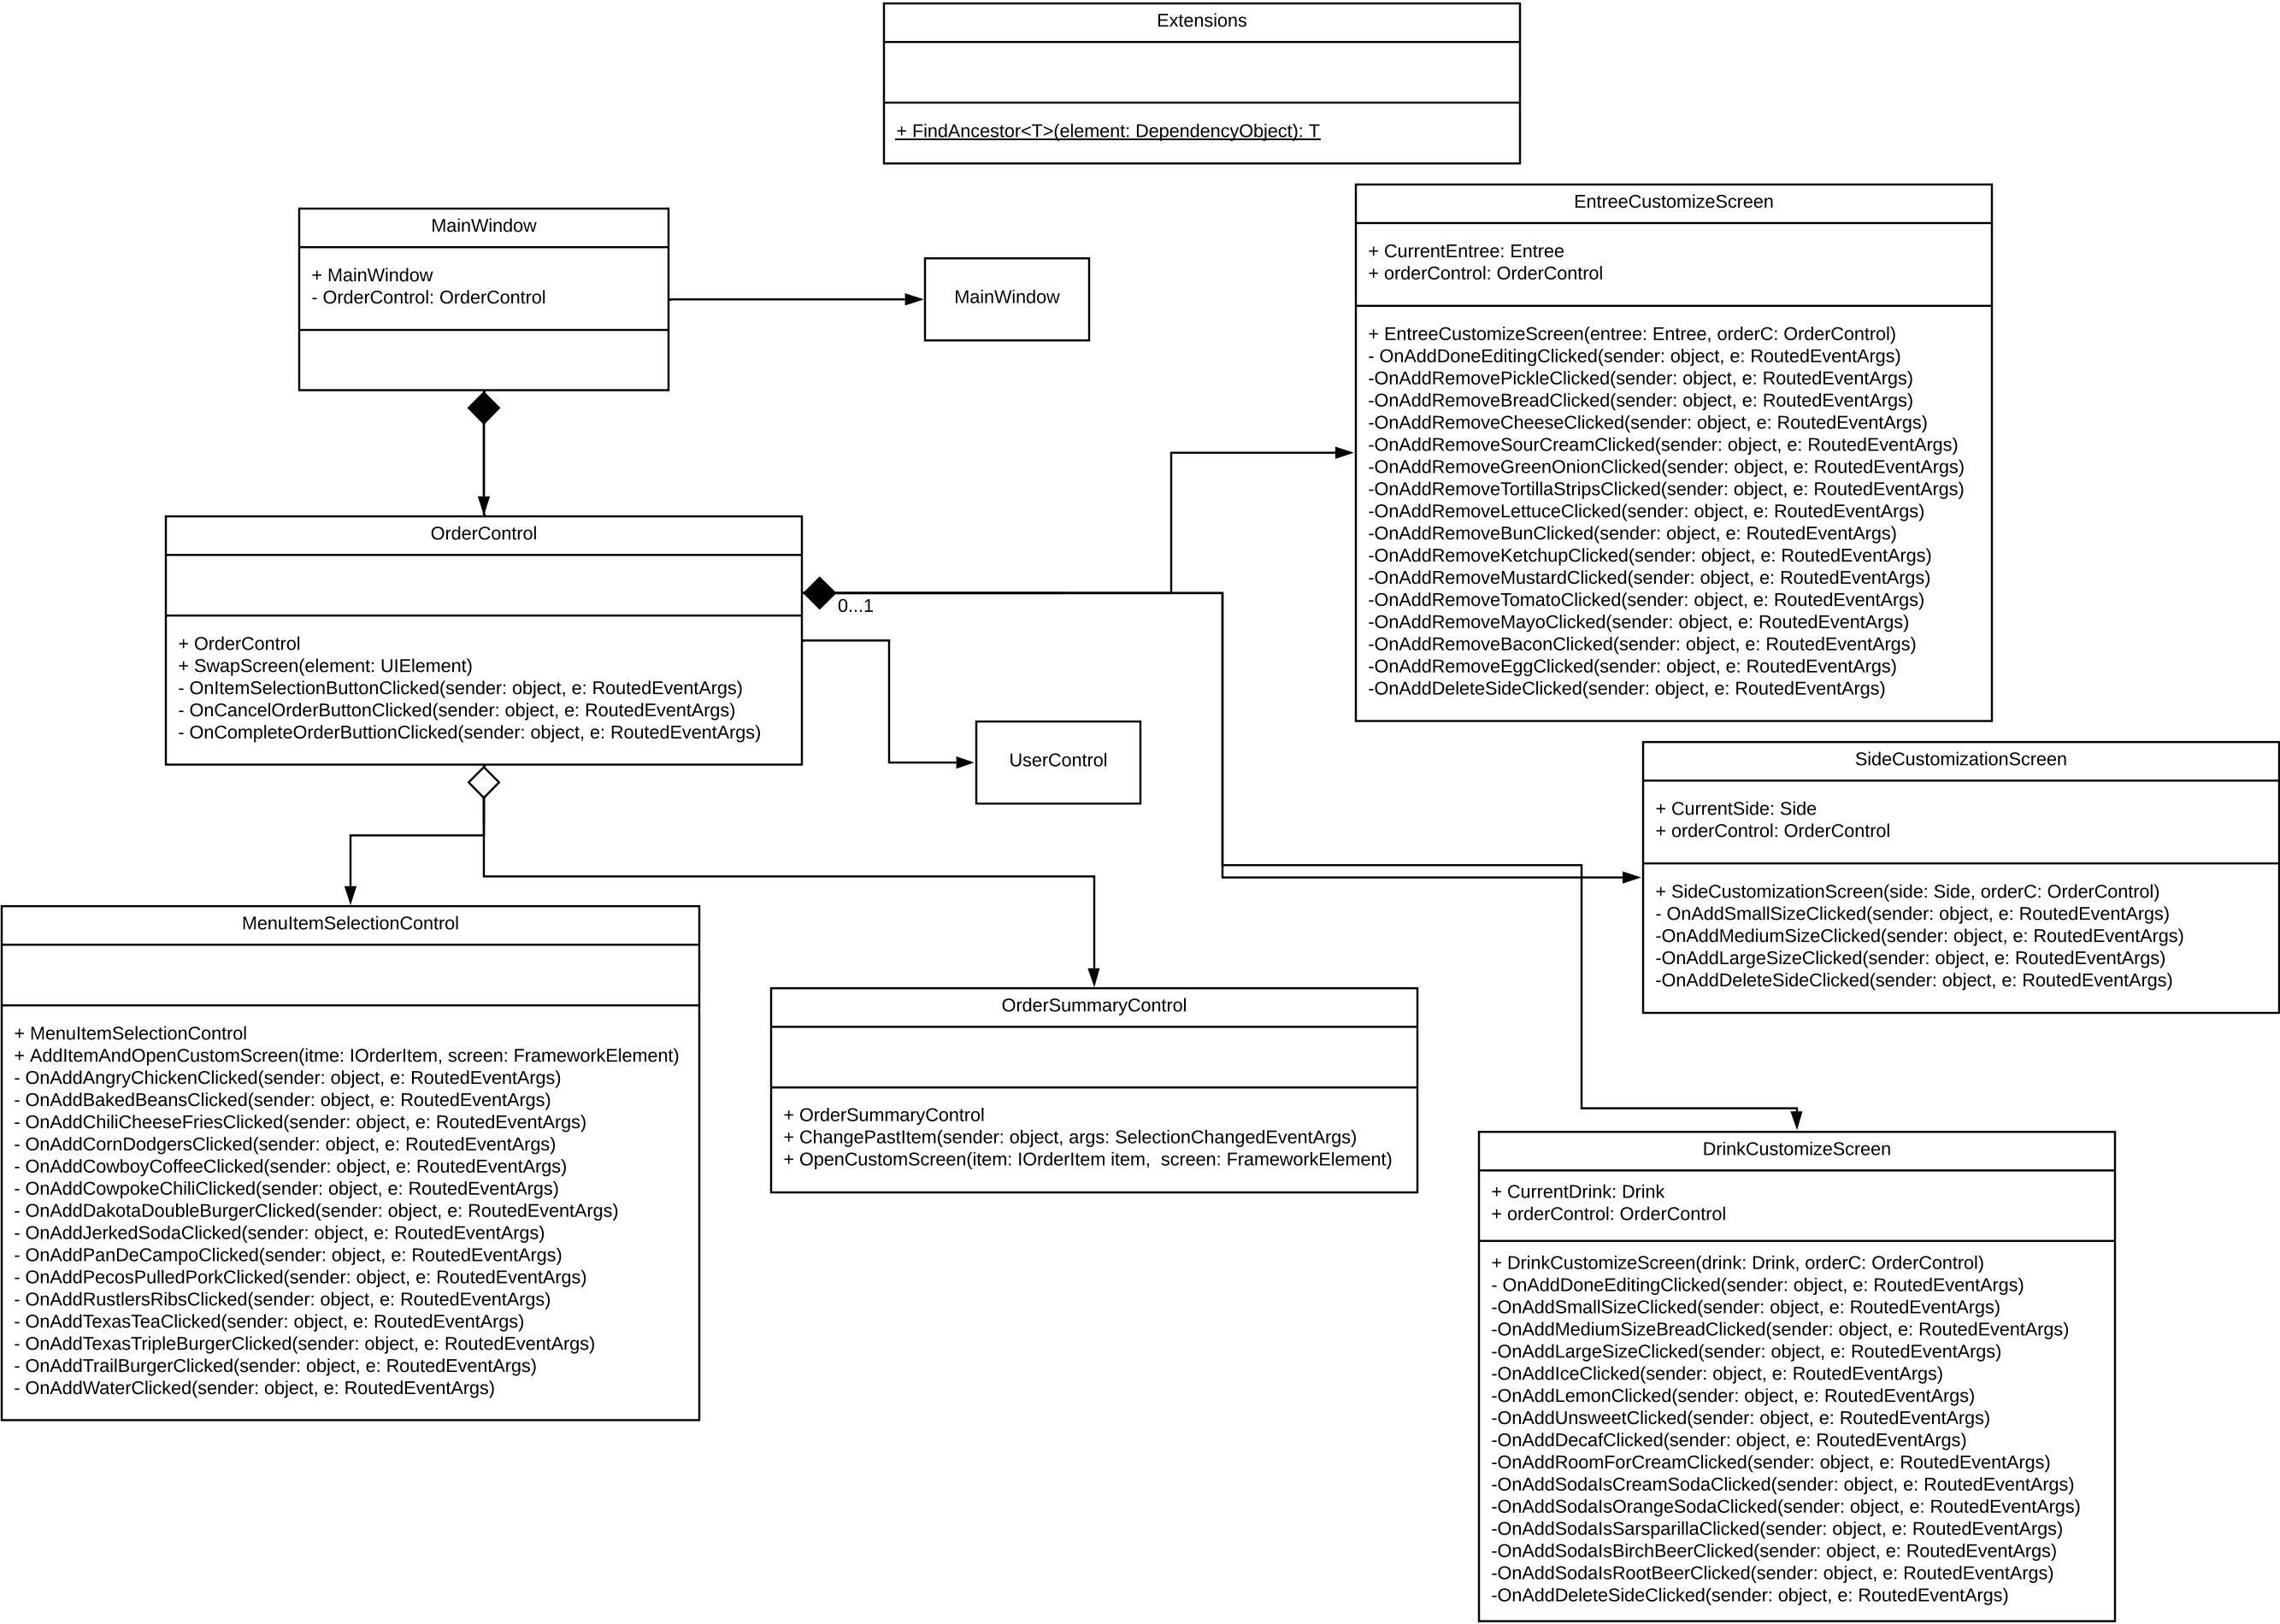 Extensions
+ FindAncestor<T>(element: DependencyObject): T
MainWindow
+ MainWindow
- OrderControl: OrderControl
MainWindow
EntreeCustomizeScreen
+ CurrentEntree: Entree
+ orderControl: OrderControl
+ EntreeCustomizeScreen(entree: Entree, orderC: OrderControl)
- OnAddDoneEditingClicked(sender: object, e: RoutedEventArgs)
-OnAddRemovePickleClicked(sender: object, e: RoutedEventArgs)
-OnAddRemoveBreadClicked(sender: object, e: RoutedEventArgs)
-OnAddRemoveCheeseClicked(sender: object, e: RoutedEventArgs)
-OnAddRemoveSourCreamClicked(sender: object, e: RoutedEventArgs)
-OnAddRemoveGreenOnionClicked(sender: object, e: RoutedEventArgs)
-OnAddRemoveTortillaStripsClicked(sender: object, e: RoutedEventArgs)
-OnAddRemoveLettuceClicked(sender: object, e: RoutedEventArgs)
-OnAddRemoveBunClicked(sender: object, e: RoutedEventArgs)
-OnAddRemoveKetchupClicked(sender: object, e: RoutedEventArgs)
-OnAddRemoveMustardClicked(sender: object, e: RoutedEventArgs)
-OnAddRemoveTomatoClicked(sender: object, e: RoutedEventArgs)
-OnAddRemoveMayoClicked(sender: object, e: RoutedEventArgs)
-OnAddRemoveBaconClicked(sender: object, e: RoutedEventArgs)
-OnAddRemoveEggClicked(sender: object, e: RoutedEventArgs)
-OnAddDeleteSideClicked(sender: object, e: RoutedEventArgs)
OrderControl
+ OrderControl
+ SwapScreen(element: UIElement)
- OnItemSelectionButtonClicked(sender: object, e: RoutedEventArgs)
- OnCancelOrderButtonClicked(sender: object, e: RoutedEventArgs)
- OnCompleteOrderButtionClicked(sender: object, e: RoutedEventArgs)
0...1
UserControl
SideCustomizationScreen
+ CurrentSide: Side
+ orderControl: OrderControl
+ SideCustomizationScreen(side: Side, orderC: OrderControl)
- OnAddSmallSizeClicked(sender: object, e: RoutedEventArgs)
-OnAddMediumSizeClicked(sender: object, e: RoutedEventArgs)
-OnAddLargeSizeClicked(sender: object, e: RoutedEventArgs)
-OnAddDeleteSideClicked(sender: object, e: RoutedEventArgs)
MenuItemSelectionControl
+ MenuItemSelectionControl
+ AddItemAndOpenCustomScreen(itme: IOrderItem, screen: FrameworkElement)
- OnAddAngryChickenClicked(sender: object, e: RoutedEventArgs)
- OnAddBakedBeansClicked(sender: object, e: RoutedEventArgs)
- OnAddChiliCheeseFriesClicked(sender: object, e: RoutedEventArgs)
- OnAddCornDodgersClicked(sender: object, e: RoutedEventArgs)
- OnAddCowboyCoffeeClicked(sender: object, e: RoutedEventArgs)
- OnAddCowpokeChiliClicked(sender: object, e: RoutedEventArgs)
- OnAddDakotaDoubleBurgerClicked(sender: object, e: RoutedEventArgs)
- OnAddJerkedSodaClicked(sender: object, e: RoutedEventArgs)
- OnAddPanDeCampoClicked(sender: object, e: RoutedEventArgs)
- OnAddPecosPulledPorkClicked(sender: object, e: RoutedEventArgs)
- OnAddRustlersRibsClicked(sender: object, e: RoutedEventArgs)
- OnAddTexasTeaClicked(sender: object, e: RoutedEventArgs)
- OnAddTexasTripleBurgerClicked(sender: object, e: RoutedEventArgs)
- OnAddTrailBurgerClicked(sender: object, e: RoutedEventArgs)
- OnAddWaterClicked(sender: object, e: RoutedEventArgs)
OrderSummaryControl
+ OrderSummaryControl
+ ChangePastItem(sender: object, args: SelectionChangedEventArgs)
+ OpenCustomScreen(item: IOrderItem item,  screen: FrameworkElement)
DrinkCustomizeScreen
+ CurrentDrink: Drink
+ orderControl: OrderControl
+ DrinkCustomizeScreen(drink: Drink, orderC: OrderControl)
- OnAddDoneEditingClicked(sender: object, e: RoutedEventArgs)
-OnAddSmallSizeClicked(sender: object, e: RoutedEventArgs)
-OnAddMediumSizeBreadClicked(sender: object, e: RoutedEventArgs)
-OnAddLargeSizeClicked(sender: object, e: RoutedEventArgs)
-OnAddIceClicked(sender: object, e: RoutedEventArgs)
-OnAddLemonClicked(sender: object, e: RoutedEventArgs)
-OnAddUnsweetClicked(sender: object, e: RoutedEventArgs)
-OnAddDecafClicked(sender: object, e: RoutedEventArgs)
-OnAddRoomForCreamClicked(sender: object, e: RoutedEventArgs)
-OnAddSodaIsCreamSodaClicked(sender: object, e: RoutedEventArgs)
-OnAddSodaIsOrangeSodaClicked(sender: object, e: RoutedEventArgs)
-OnAddSodaIsSarsparillaClicked(sender: object, e: RoutedEventArgs)
-OnAddSodaIsBirchBeerClicked(sender: object, e: RoutedEventArgs)
-OnAddSodaIsRootBeerClicked(sender: object, e: RoutedEventArgs)
-OnAddDeleteSideClicked(sender: object, e: RoutedEventArgs)